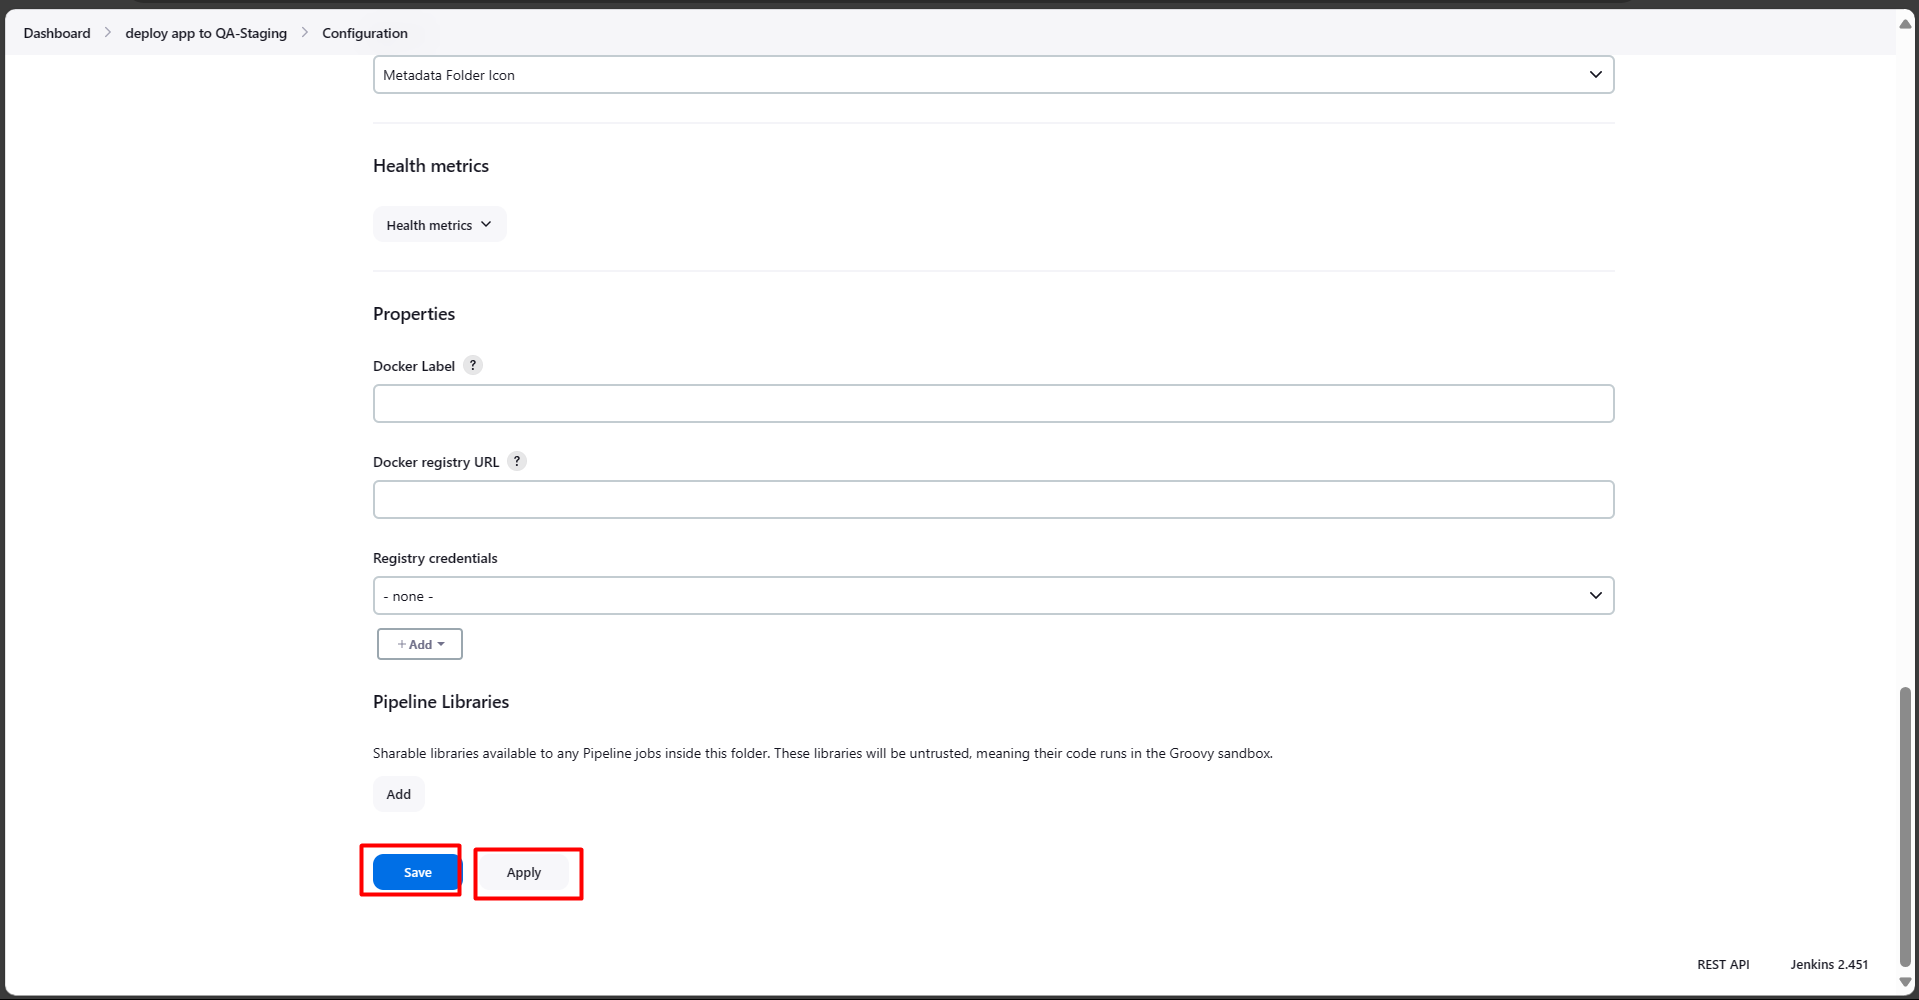 Dashboard > deploy app to QA-Staging > Configuration
Metadata Folder Icon
Health metrics
Health metrics
Properties
Docker Label ?
Docker registry URL ?
Registry credentials
- none -
+ Add
Pipeline Libraries
Sharable libraries available to any Pipeline jobs inside this folder. These libraries will be untrusted, meaning their code runs in the Groovy sandbox.
Add
Save Apply
REST API Jenkins 2.451